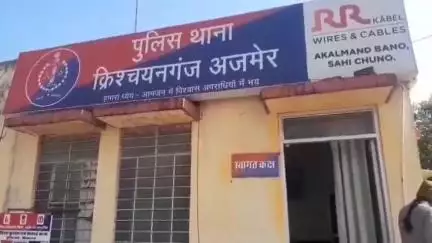 पुलिस थाना
क्रिश्चयनगंज अजमेर
हमारा ध्येय - आमजन में विश्वास अपराधियों में भय
RR
KABEL
WIRES & CABLES
AKALMAND BANO,
SAHI CHUNO.
स्वागत कक्ष